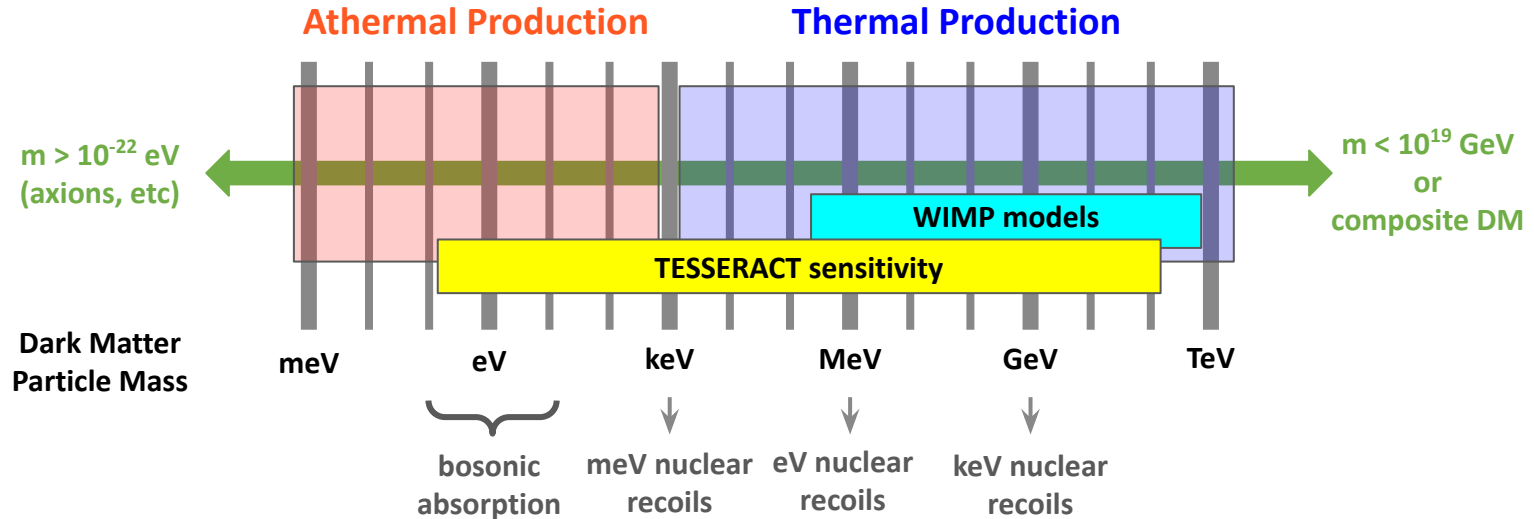 Athermal Production
Thermal Production
m > 10⁻²² eV
(axions, etc)
m < 10¹⁹ GeV
or
composite DM
WIMP models
TESSERACT sensitivity
Dark Matter
Particle Mass
meV
eV
keV
MeV
GeV
TeV
bosonic
absorption
meV nuclear
recoils
eV nuclear
recoils
keV nuclear
recoils